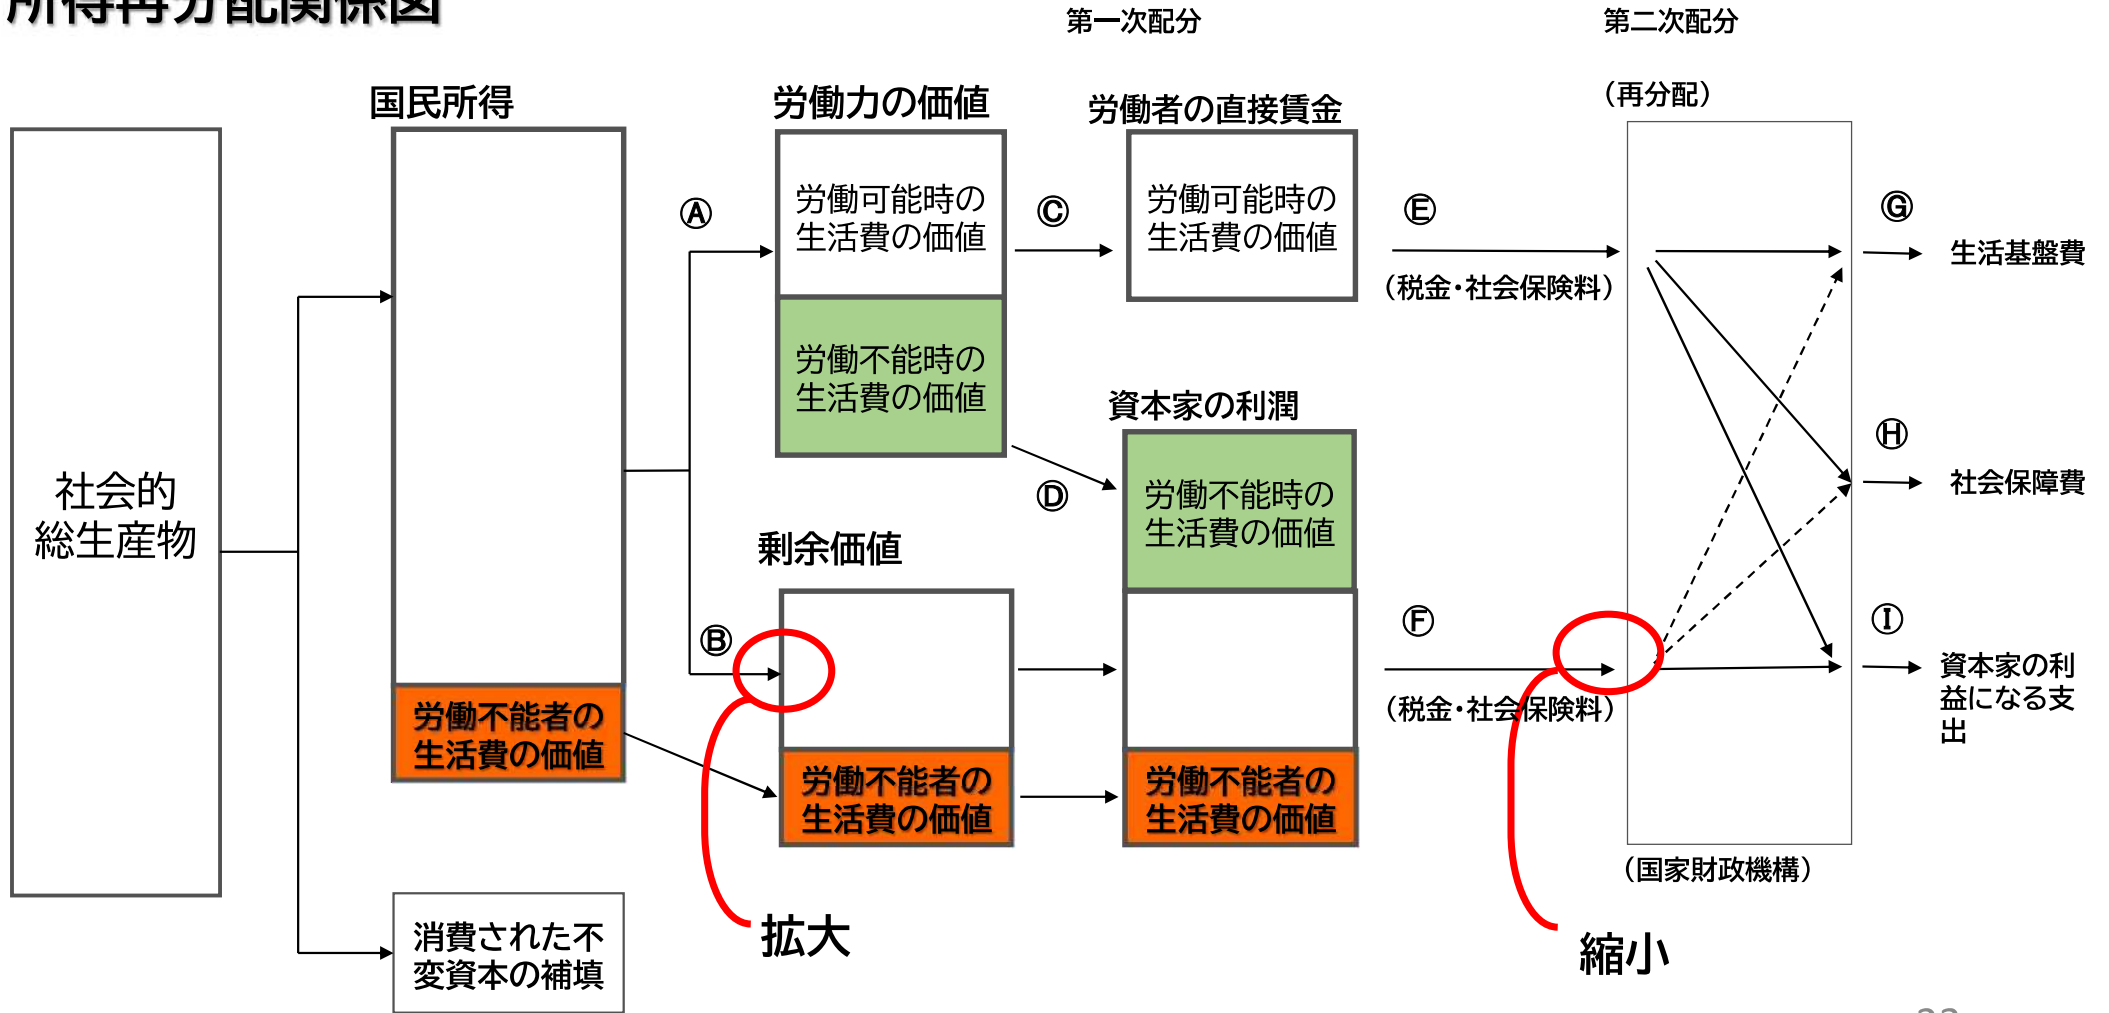 所得再分配関係図
第一次配分
第二次配分
（再分配）
国民所得
労働力の価値
労働者の直接賃金
労働可能時の
生活費の価値
労働可能時の
生活費の価値
Ⓐ
Ⓒ
Ⓔ
Ⓖ
生活基盤費
（税金・社会保険料）
労働不能時の
生活費の価値
資本家の利潤
Ⓓ
労働不能時の
生活費の価値
Ⓗ
社会保障費
社会的
総生産物
剰余価値
Ⓑ
Ⓕ
Ⓘ
（税金・社会保険料）
資本家の利
益になる支
出
労働不能者の
生活費の価値
労働不能者の
生活費の価値
労働不能者の
生活費の価値
（国家財政機構）
消費された不
変資本の補填
拡大
縮小